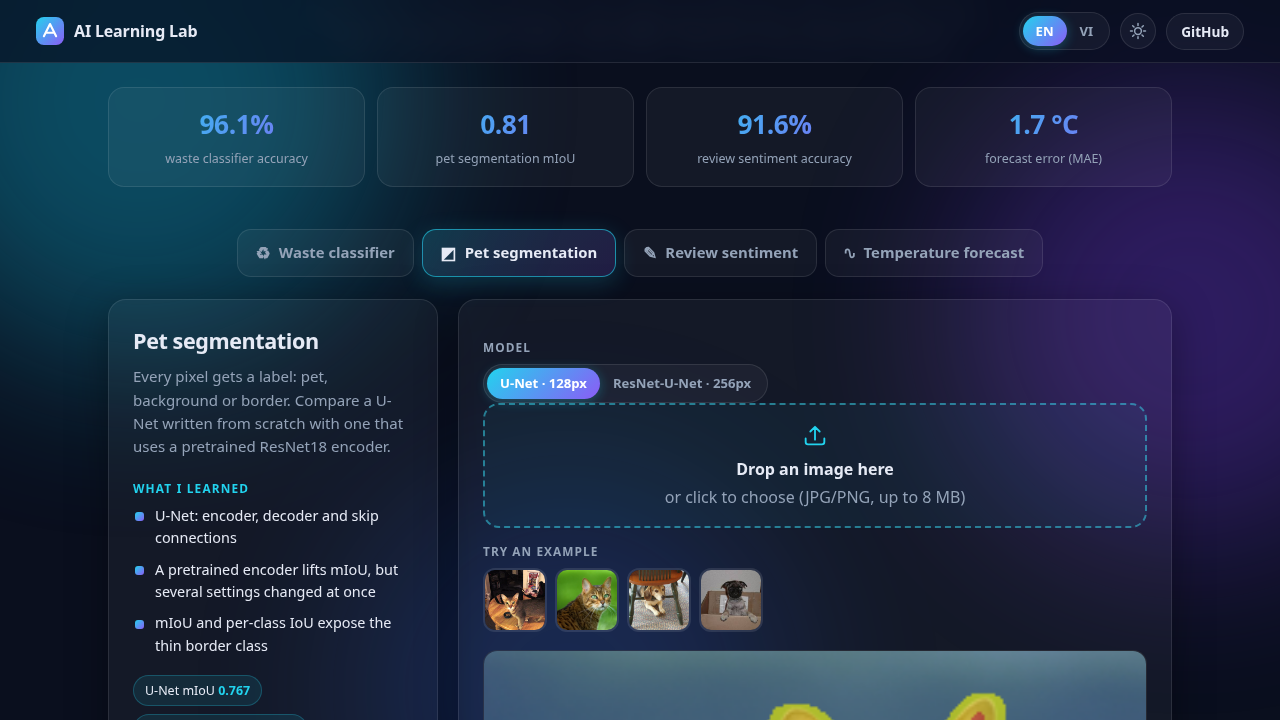 AI Learning Lab
EN
VI
GitHub
96.1%
waste classifier accuracy
0.81
pet segmentation mIoU
91.6%
review sentiment accuracy
1.7 °C
forecast error (MAE)
Waste classifier
Pet segmentation
Review sentiment
Temperature forecast
Pet segmentation
Every pixel gets a label: pet,
background or border. Compare a U-
Net written from scratch with one that
uses a pretrained ResNet18 encoder.
WHAT I LEARNED
U-Net: encoder, decoder and skip
connections
A pretrained encoder lifts mIoU, but
several settings changed at once
mIoU and per-class IoU expose the
thin border class
U-Net mIoU 0.767
MODEL
U-Net · 128px
ResNet-U-Net · 256px
Drop an image here
or click to choose (JPG/PNG, up to 8 MB)
TRY AN EXAMPLE